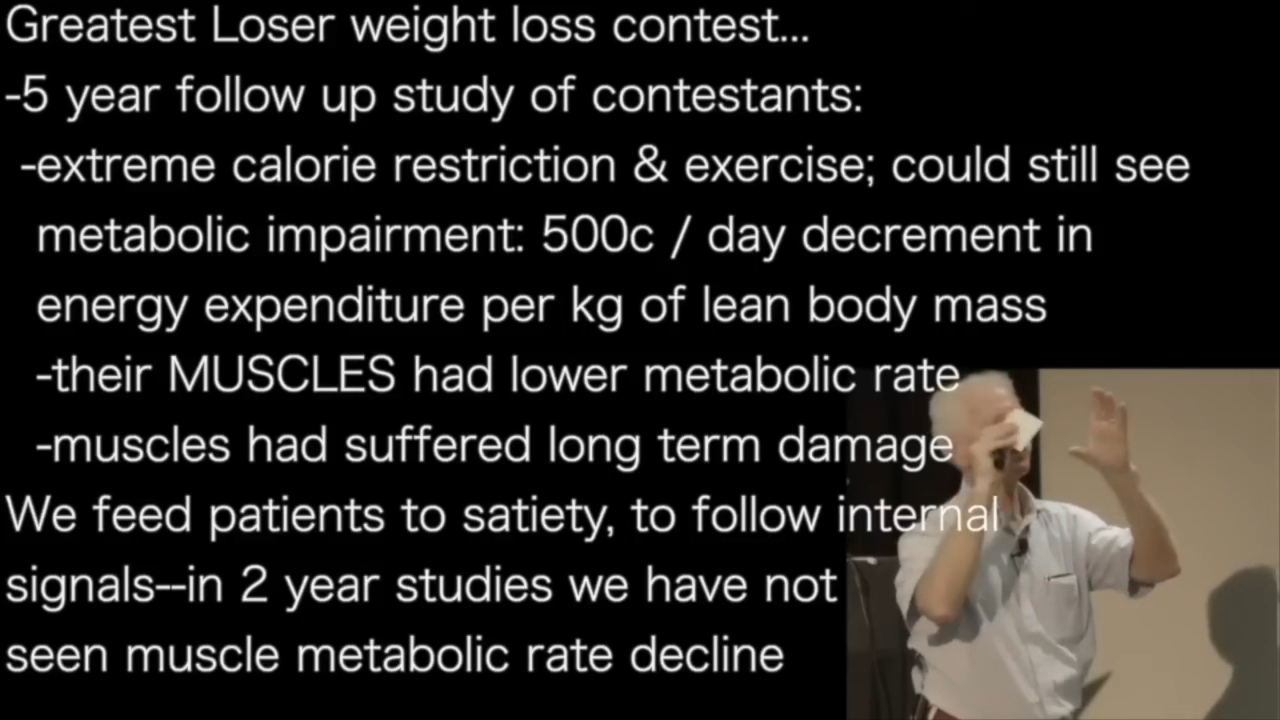 Greatest Loser weight loss contest...
-5 year follow up study of contestants:
-extreme calorie restriction & exercise; could still see
metabolic impairment: 500c / day decrement in
energy expenditure per kg of lean body mass
-their MUSCLES had lower metabolic rate
-muscles had suffered long term damage
We feed patients to satiety, to follow internal
signals--in 2 year studies we have not
seen muscle metabolic rate decline